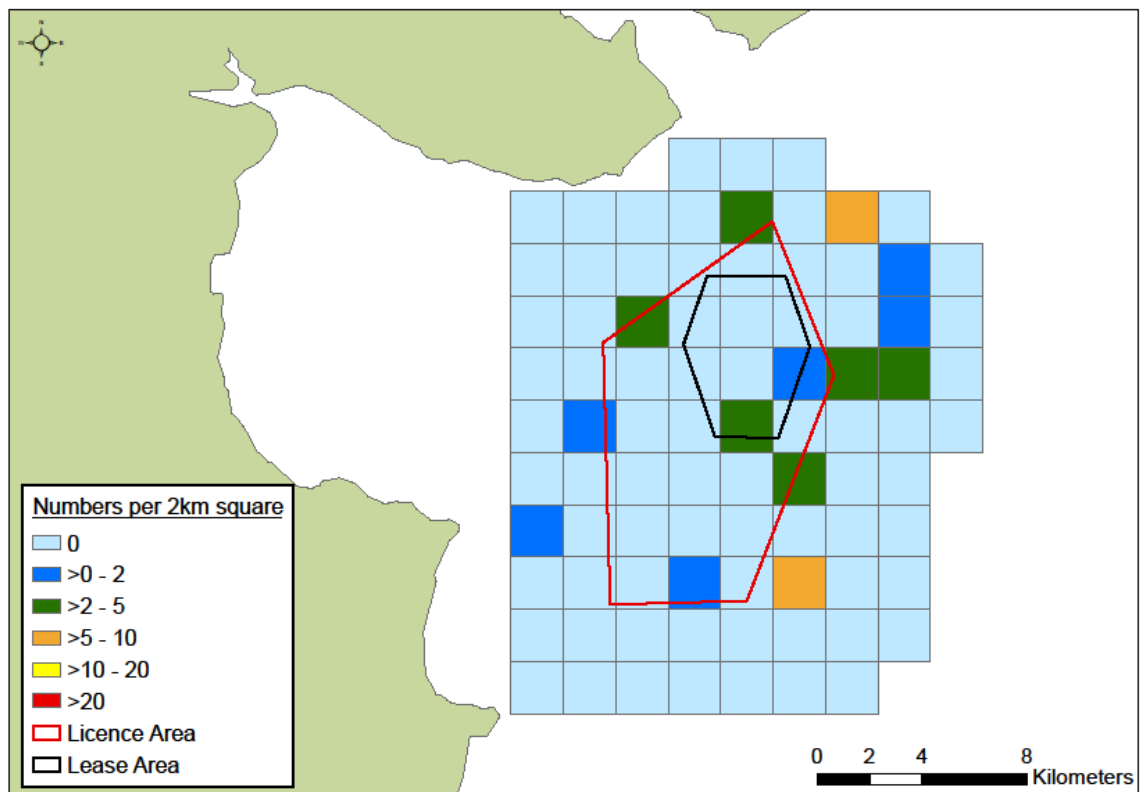 N
W E
S
Numbers per 2km square
0
>0 - 2
>2 - 5
>5 - 10
>10 - 20
>20
Licence Area
Lease Area
0 2 4 8
Kilometers